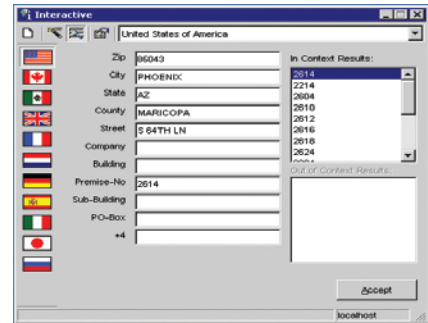 Interactive
United States of America
Zip 85043
City PHOENIX
State AZ
County MARICOPA
Street S 64TH LN
Company
Building
Premise-No 2614
Sub-Building
PO-Box
+4
In Context Results:
2614
2214
2604
2610
2612
2616
2618
2624
Out of Context Results:
Accept
localhost